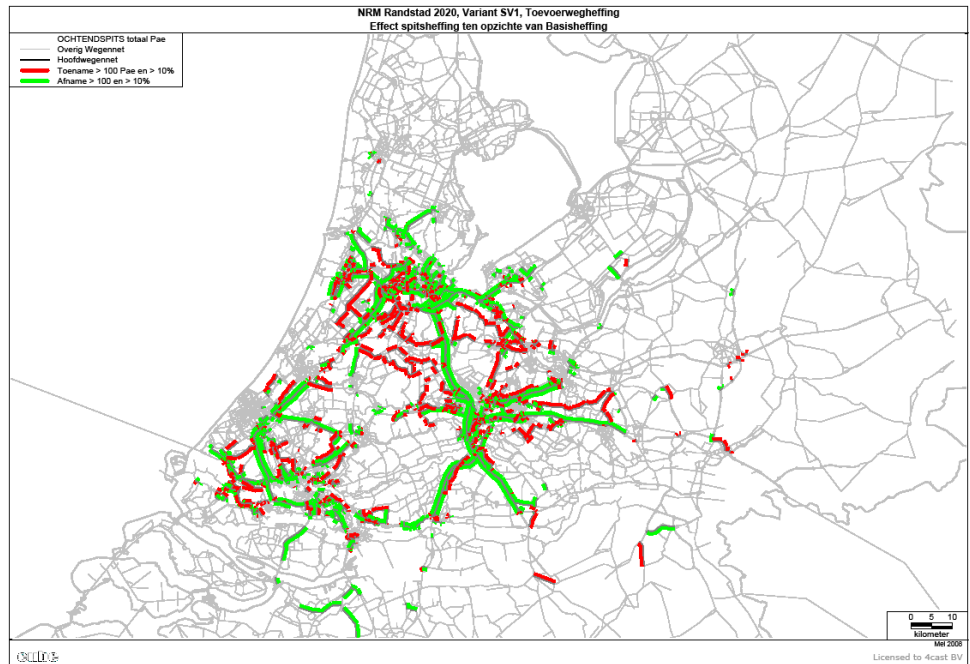 NRM Randstad 2020, Variant SV1, Toevoerwegheffing
Effect spitsheffing ten opzichte van Basisheffing
OCHTENDSPITS totaal Pae
Overig Wegennet
Hoofdwegennet
Toename > 100 Pae en > 10%
Afname > 100 en > 10%
0 5 10
kilometer
Mei 2008
cube
Licensed to 4cast BV